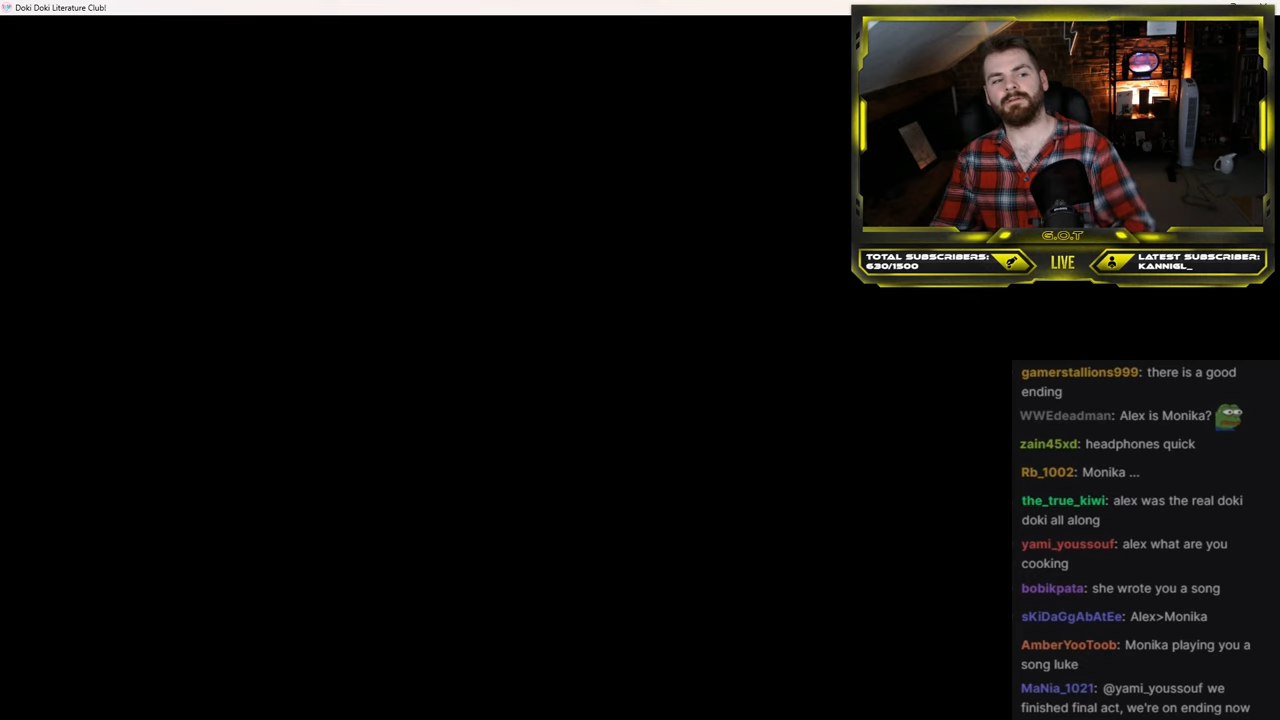 Doki Doki Literature Club!
G.O.T
TOTAL SUBSCRIBERS:
630/1500
LIVE
LATEST SUBSCRIBER:
KANNIGL_
gamerstallions999: there is a good
ending
WWEdeadman: Alex is Monika?
zain45xd: headphones quick
Rb_1002: Monika ...
the_true_kiwi: alex was the real doki
doki all along
yami_youssouf: alex what are you
cooking
bobikpata: she wrote you a song
sKiDaGgAbAtEe: Alex>Monika
AmberYooToob: Monika playing you a
song luke
MaNia_1021: @yami_youssouf we
finished final act, we're on ending now